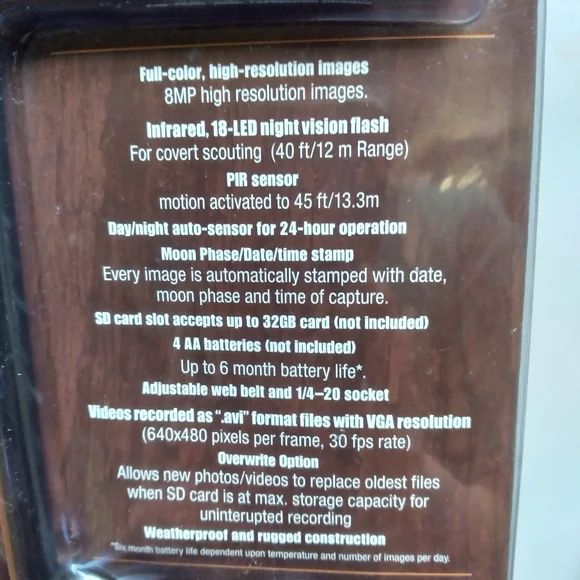 Full-color, high-resolution images
8MP high resolution images.
Infrared, 18-LED night vision flash
For covert scouting (40 ft/12 m Range)
PIR sensor
motion activated to 45 ft/13.3m
Day/night auto-sensor for 24-hour operation
Moon Phase/Date/time stamp
Every image is automatically stamped with date,
moon phase and time of capture.
SD card slot accepts up to 32GB card (not included)
4 AA batteries (not included)
Up to 6 month battery life*.
Adjustable web belt and 1/4–20 socket
Videos recorded as ".avi" format files with VGA resolution
(640x480 pixels per frame, 30 fps rate)
Overwrite Option
Allows new photos/videos to replace oldest files
when SD card is at max. storage capacity for
uninterupted recording
Weatherproof and rugged construction
*Six month battery life dependent upon temperature and number of images per day.